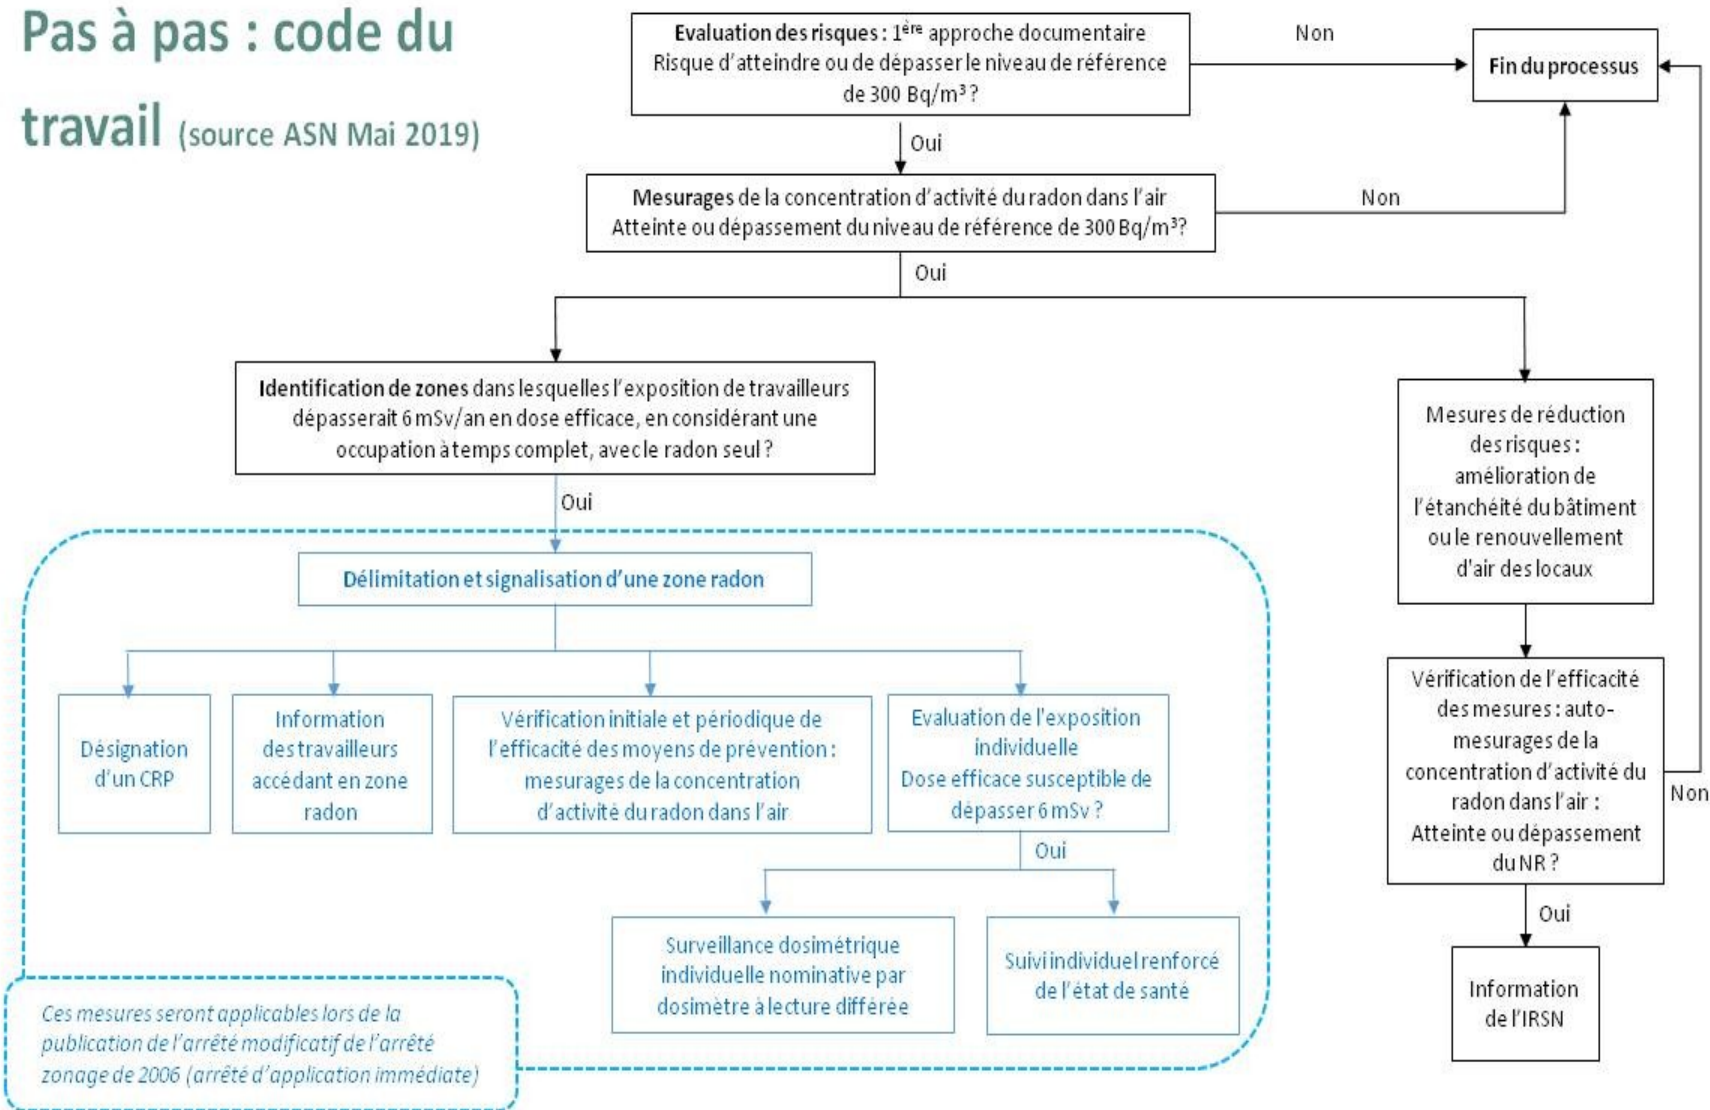 Pas à pas : code du
travail (source ASN Mai 2019)
Evaluation des risques : 1ère approche documentaire
Risque d'atteindre ou de dépasser le niveau de référence
de 300 Bq/m³ ?
Non
Fin du processus
Oui
Mesurages de la concentration d'activité du radon dans l'air
Atteinte ou dépassement du niveau de référence de 300 Bq/m³?
Non
Oui
Identification de zones dans lesquelles l'exposition de travailleurs
dépasserait 6 mSv/an en dose efficace, en considérant une
occupation à temps complet, avec le radon seul ?
Mesures de réduction
des risques :
amélioration de
l'étanchéité du bâtiment
ou le renouvellement
d'air des locaux
Oui
Délimitation et signalisation d'une zone radon
Désignation
d'un CRP
Information
des travailleurs
accédant en zone
radon
Vérification initiale et périodique de
l'efficacité des moyens de prévention :
mesurages de la concentration
d'activité du radon dans l'air
Evaluation de l'exposition
individuelle
Dose efficace susceptible de
dépasser 6 mSv ?
Vérification de l'efficacité
des mesures : auto-
mesurages de la
concentration d'activité du
radon dans l'air :
Atteinte ou dépassement
du NR ?
Non
Oui
Oui
Surveillance dosimétrique
individuelle nominative par
dosimètre à lecture différée
Suivi individuel renforcé
de l'état de santé
Information
de l'IRSN
Ces mesures seront applicables lors de la
publication de l'arrêté modificatif de l'arrêté
zonage de 2006 (arrêté d'application immédiate)